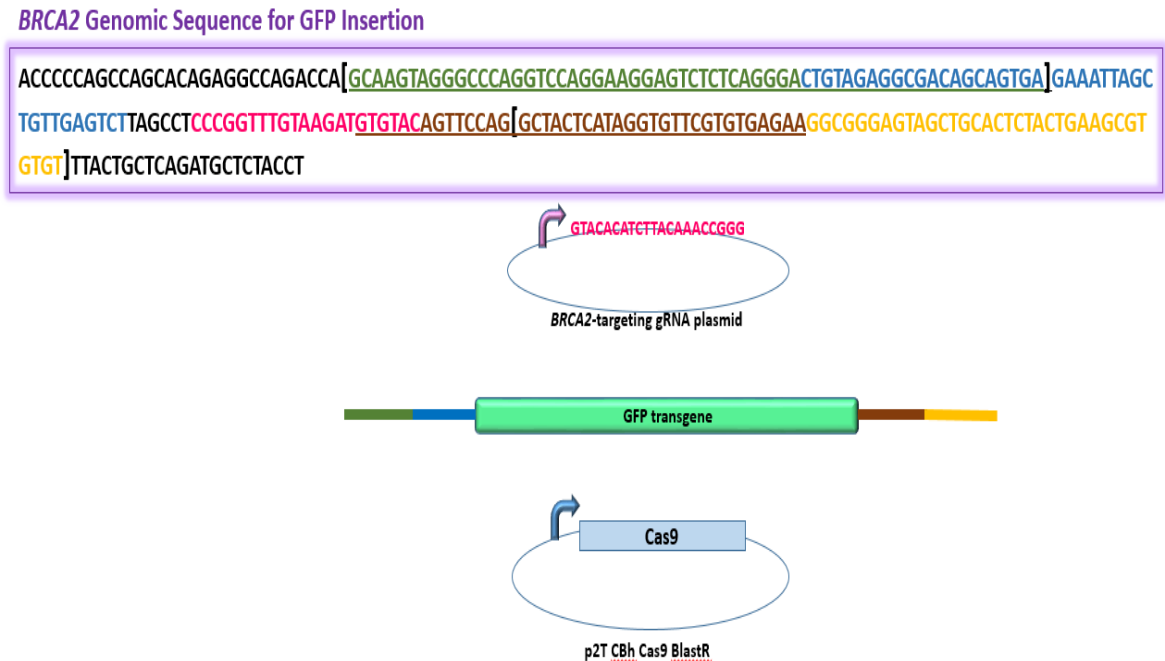 BRCA2 Genomic Sequence for GFP Insertion
ACCCCCAGCCAGCACAGAGGCCAGACCA[GCAAGTAGGGCCCAGGTCCAGGAAGGAGTCTCTCAGGGACTGTAGAGGCGACAGCAGTGA]GAAATTAGC
TGTTGAGTCTTAGCCTCCCGGTTTGTAAGATGTGTACAGTTCCAG[GCTACTCATAGGTGTTCGTGTGAGAAGGCGGGAGTAGCTGCACTCTACTGAAGCGT
GTGT]TTACTGCTCAGATGCTCTACCT
GTACACATCTTACAAACCGGG
BRCA2-targeting gRNA plasmid
GFP transgene
Cas9
p2T CBh Cas9 BlastR